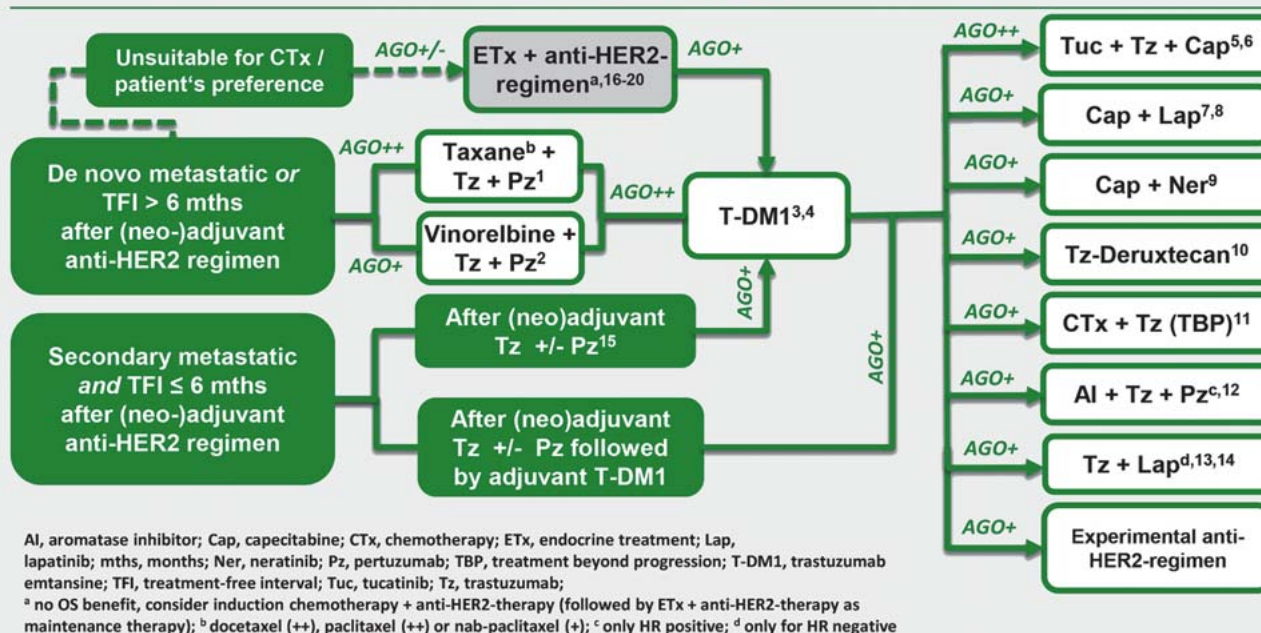 Unsuitable for CTx /
patient's preference
AGO+/-
ETx + anti-HER2-
regimena,16-20
AGO+
De novo metastatic or
TFI > 6 mths
after (neo-)adjuvant
anti-HER2 regimen
AGO++
Taxaneb +
Tz + Pz1
AGO+
Vinorelbine +
Tz + Pz2
AGO++
T-DM13,4
Secondary metastatic
and TFI ≤ 6 mths
after (neo-)adjuvant
anti-HER2 regimen
After (neo)adjuvant
Tz +/- Pz15
AGO+
After (neo)adjuvant
Tz +/- Pz followed
by adjuvant T-DM1
AGO+
AGO++
Tuc + Tz + Cap5,6
AGO+
Cap + Lap7,8
AGO+
Cap + Ner9
AGO+
Tz-Deruxtecan10
AGO+
CTx + Tz (TBP)11
AGO+
AI + Tz + Pzc,12
AGO+
Tz + Lapd,13,14
AGO+
Experimental anti-
HER2-regimen
AI, aromatase inhibitor; Cap, capecitabine; CTx, chemotherapy; ETx, endocrine treatment; Lap,
lapatinib; mths, months; Ner, neratinib; Pz, pertuzumab; TBP, treatment beyond progression; T-DM1, trastuzumab
emtansine; TFI, treatment-free interval; Tuc, tucatinib; Tz, trastuzumab;
a no OS benefit, consider induction chemotherapy + anti-HER2-therapy (followed by ETx + anti-HER2-therapy as
maintenance therapy); b docetaxel (++), paclitaxel (++) or nab-paclitaxel (+); c only HR positive; d only for HR negative